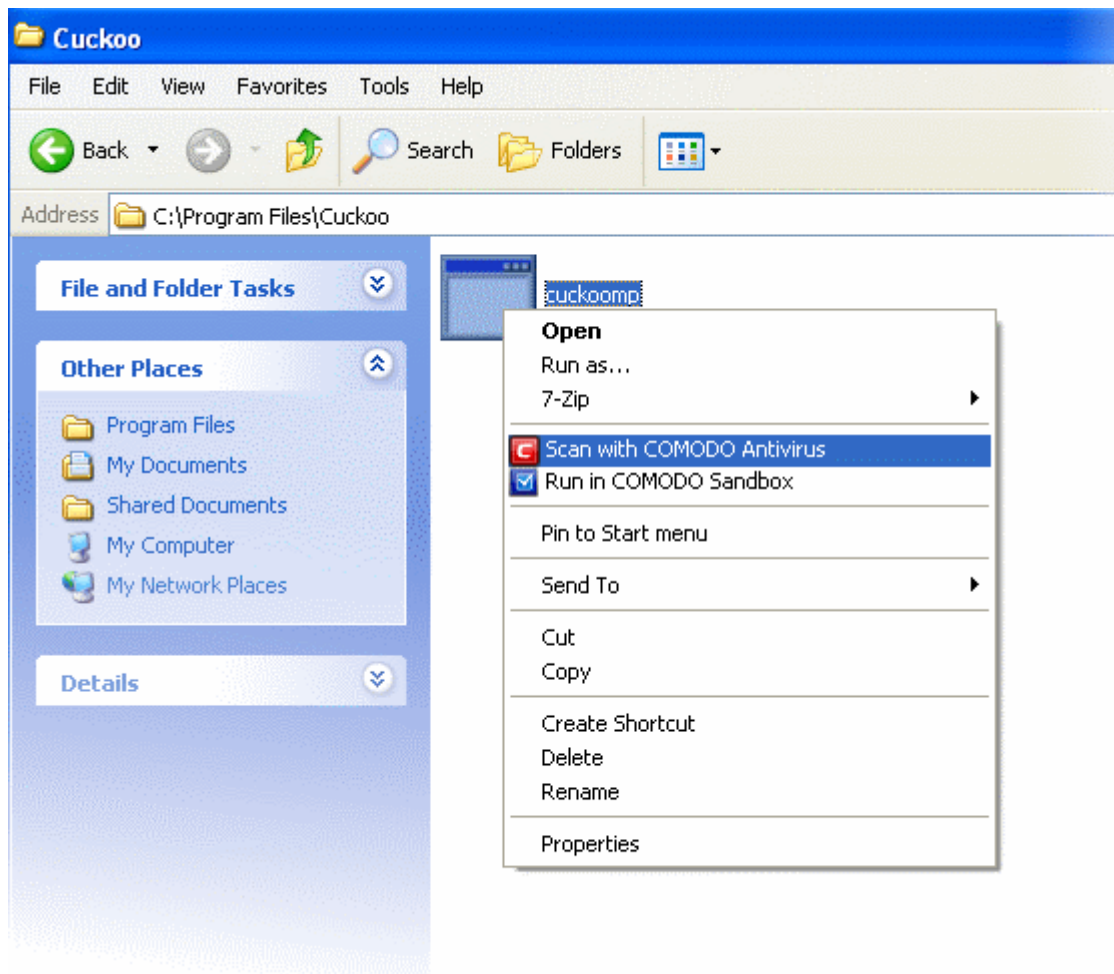 Cuckoo
File Edit View Favorites Tools Help
Back Search Folders
Address C:\Program Files\Cuckoo
File and Folder Tasks
Other Places
Program Files
My Documents
Shared Documents
My Computer
My Network Places
Details
cuckoomp
Open
Run as...
7-Zip
Scan with COMODO Antivirus
Run in COMODO Sandbox
Pin to Start menu
Send To
Cut
Copy
Create Shortcut
Delete
Rename
Properties